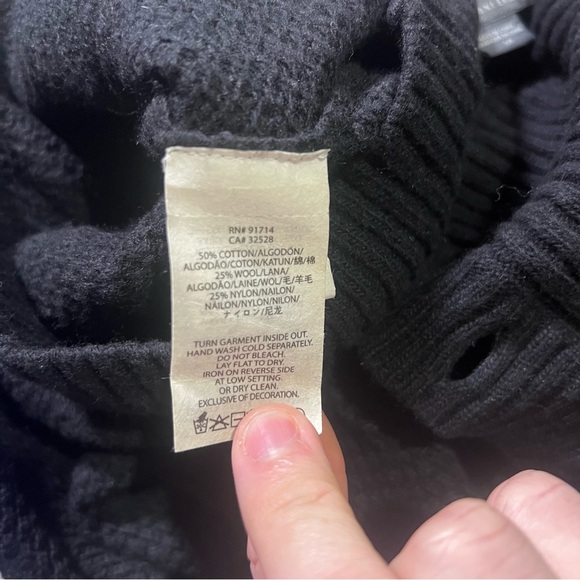 RN# 91714
CA# 32528
50% COTTON/ALGODÓN/
ALGODÃO/COTON/KATUN/綿/棉
25% WOOL/LANA/
ALGODÃO/LAINE/WOL/毛/羊毛
25% NYLON/NAILON/
NÁILON/NYLON/NILON/
ナイロン/尼龙
TURN GARMENT INSIDE OUT.
HAND WASH COLD SEPARATELY.
DO NOT BLEACH.
LAY FLAT TO DRY.
IRON ON REVERSE SIDE
AT LOW SETTING.
OR DRY CLEAN.
EXCLUSIVE OF DECORATION.